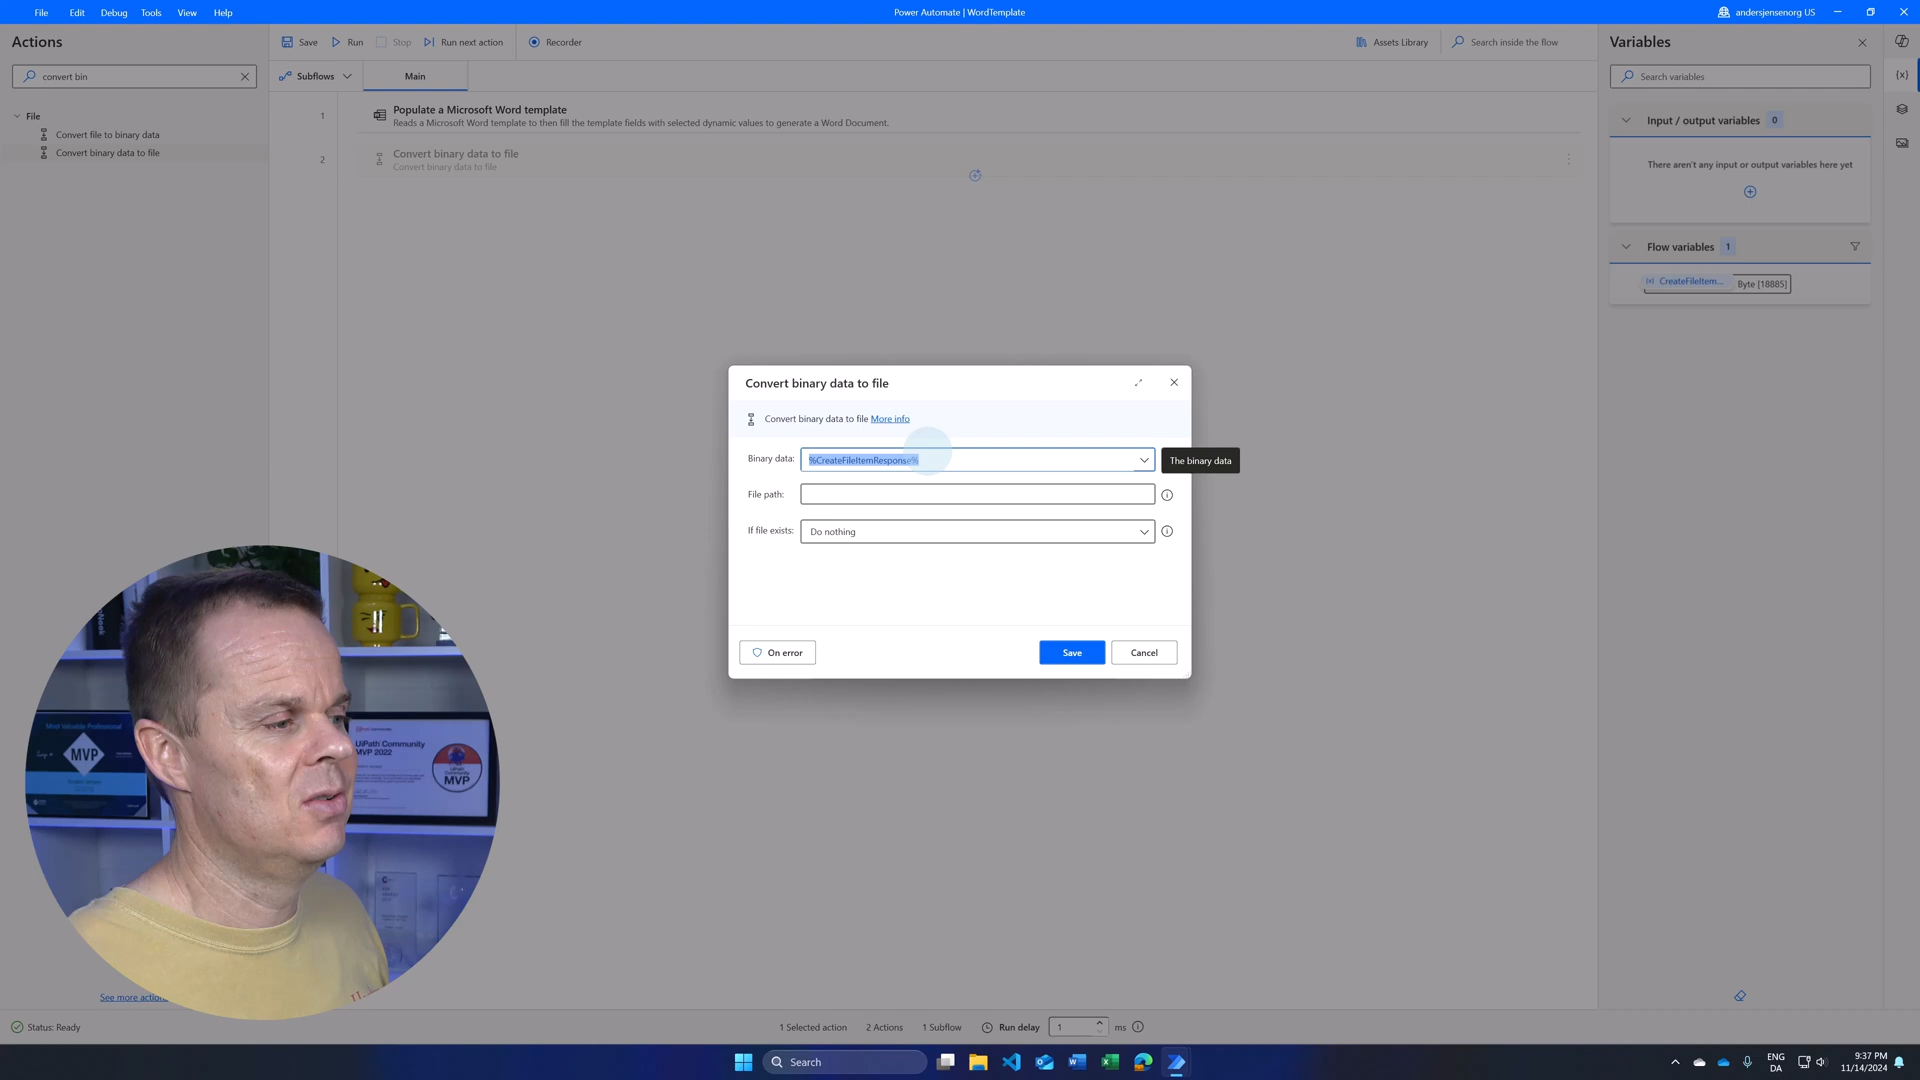 File Edit Debug Tools View Help
Power Automate | WordTemplate
andersjensenorg US
Actions
Save Run Stop Run next action Recorder
Assets Library
Search inside the flow
Variables
convert bin
Subflows
Main
Search variables
File
Convert file to binary data
Convert binary data to file
1
Populate a Microsoft Word template
Reads a Microsoft Word template to then fill the template fields with selected dynamic values to generate a Word Document.
2
Convert binary data to file
Convert binary data to file
Input / output variables 0
There aren't any input or output variables here yet
Flow variables 1
CreateFileItem... Byte [18885]
Convert binary data to file
Convert binary data to file More info
Binary data:
%CreateFileItemResponse%
The binary data
File path:
If file exists:
Do nothing
On error
Save
Cancel
Most Valuable Professional
MVP
UiPath Community
MVP 2022
Community
MVP
See more action
Status: Ready
1 Selected action 2 Actions 1 Subflow Run delay 1 ms
Search
ENG
DA
9:37 PM
11/14/2024